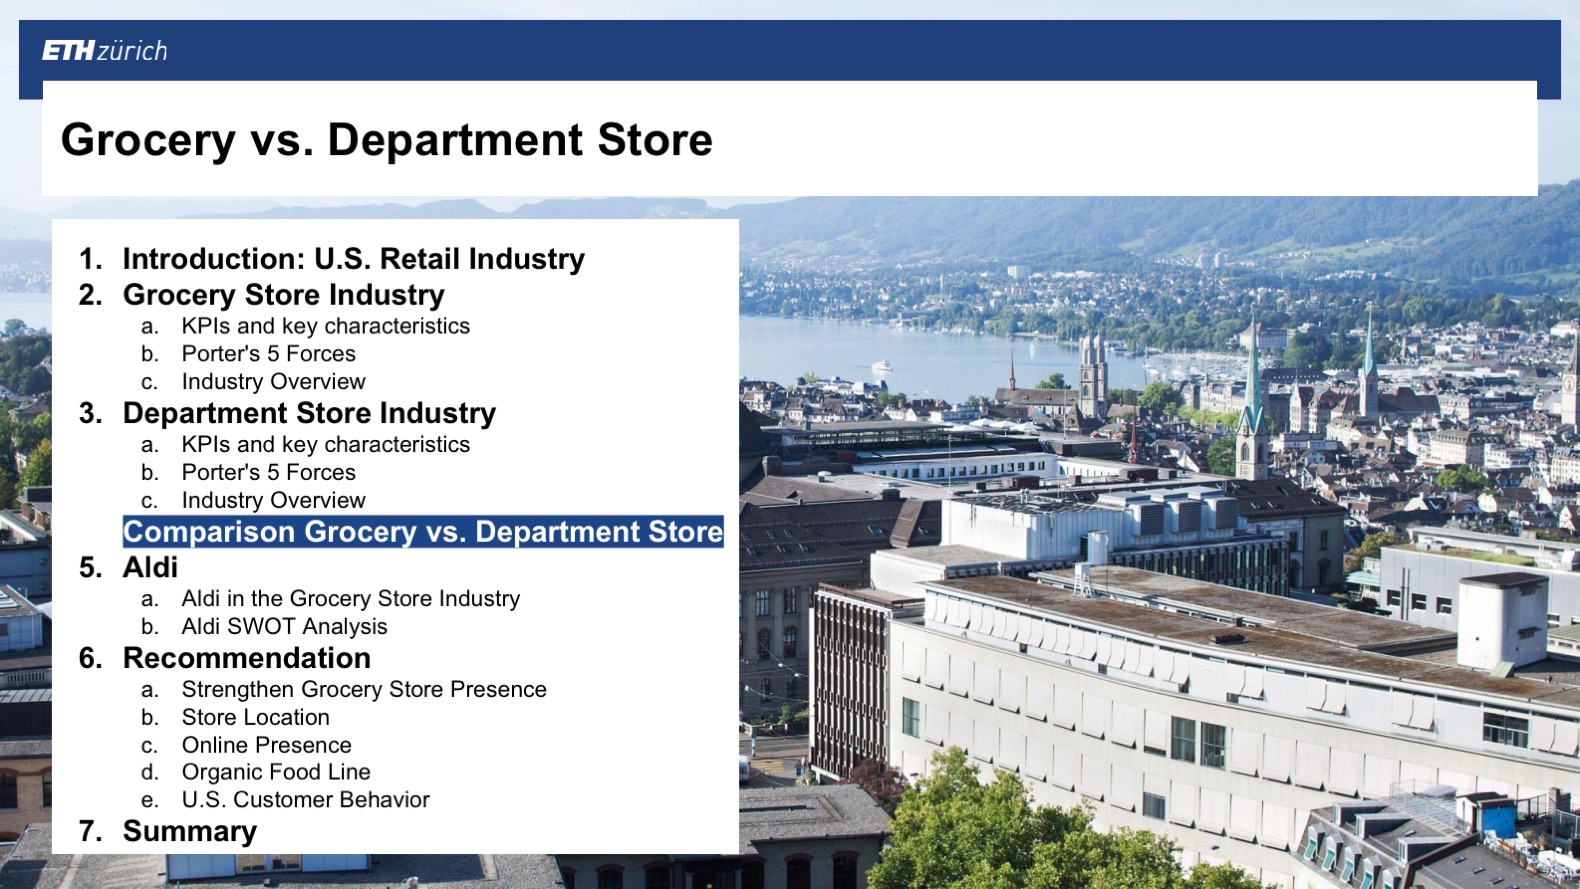 ETH zürich
Grocery vs. Department Store
1. Introduction: U.S. Retail Industry
2. Grocery Store Industry
a. KPIs and key characteristics
b. Porter's 5 Forces
c. Industry Overview
3. Department Store Industry
a. KPIs and key characteristics
b. Porter's 5 Forces
c. Industry Overview
Comparison Grocery vs. Department Store
5. Aldi
a. Aldi in the Grocery Store Industry
b. Aldi SWOT Analysis
6. Recommendation
a. Strengthen Grocery Store Presence
b. Store Location
c. Online Presence
d. Organic Food Line
e. U.S. Customer Behavior
7. Summary